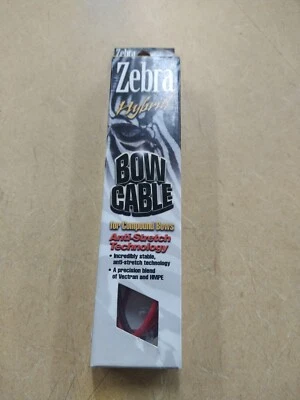 Zebra
Zebra
Hybrid
BOW
CABLE
for Compound Bows
Anti-Stretch
Technology
• Incredibly stable,
anti-stretch technology
• A precision blend
of Vectran and HMPE